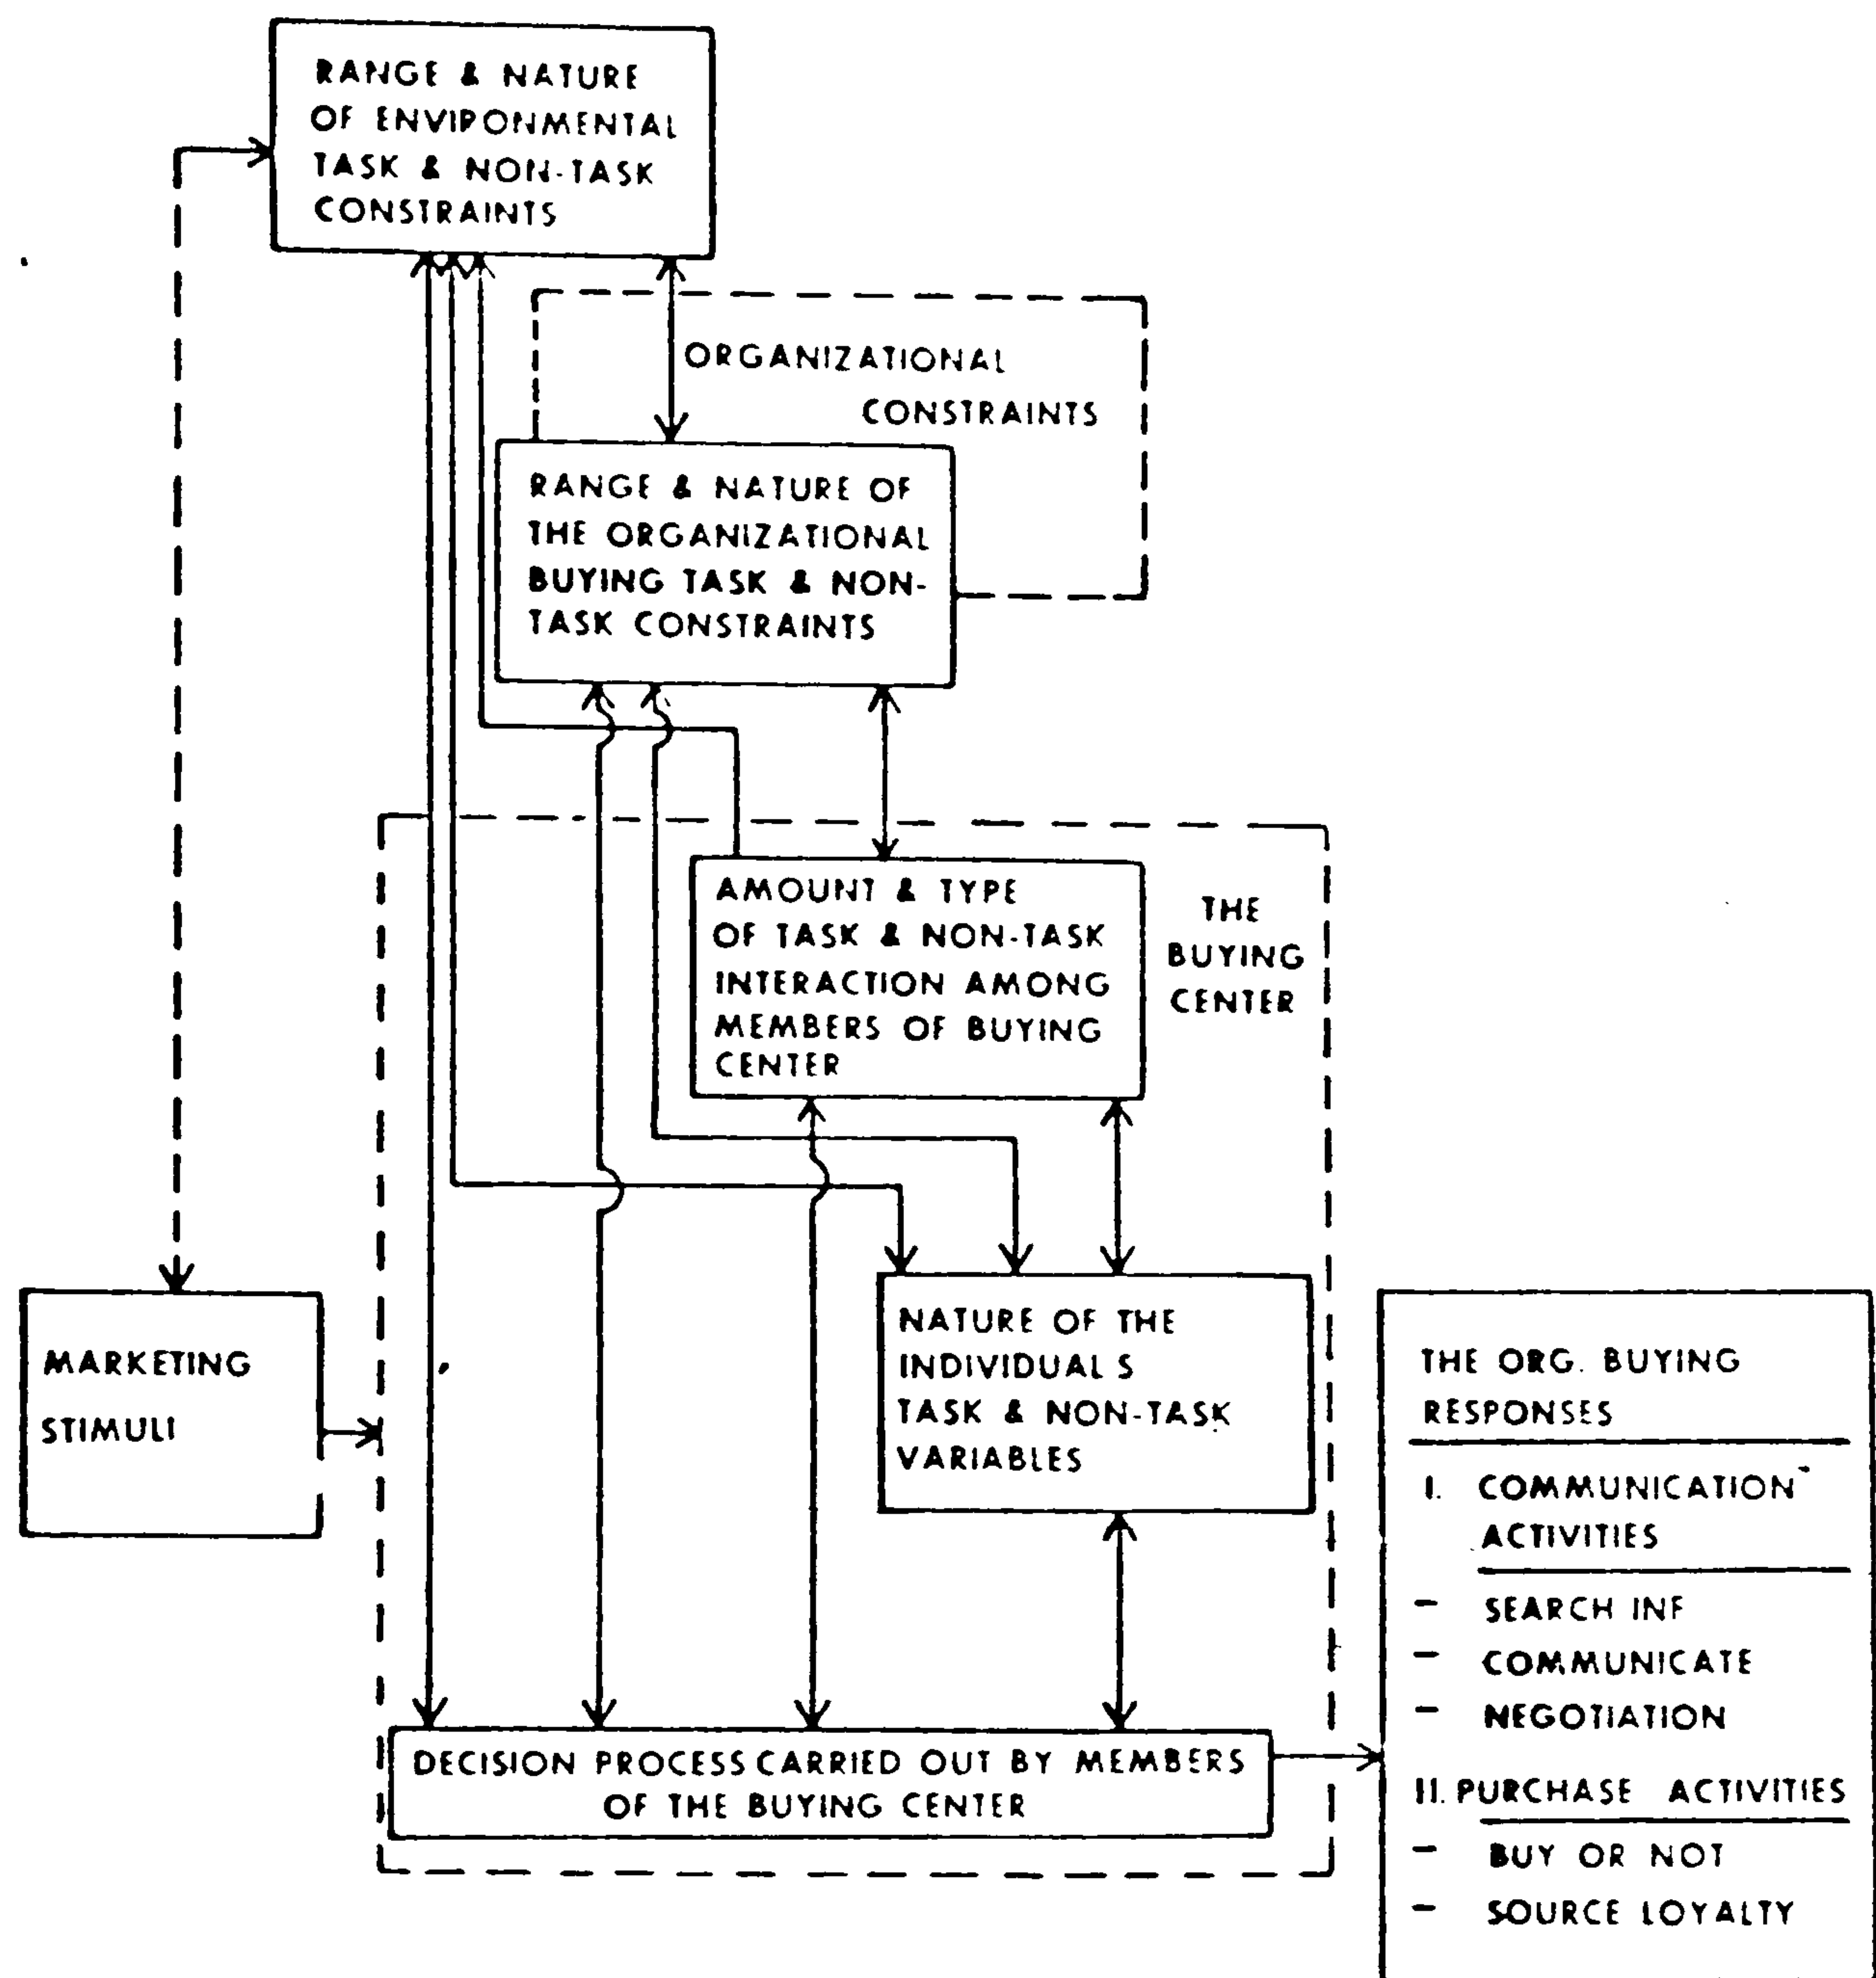 RANGE & NATURE
OF ENVIRONMENTAL
TASK & NON-TASK
CONSTRAINTS
ORGANIZATIONAL
CONSTRAINTS
RANGE & NATURE OF
THE ORGANIZATIONAL
BUYING TASK & NON-
TASK CONSTRAINTS
AMOUNT & TYPE
OF TASK & NON-TASK
INTERACTION AMONG
MEMBERS OF BUYING
CENTER
THE
BUYING
CENTER
MARKETING
STIMULI
NATURE OF THE
INDIVIDUAL S
TASK & NON-TASK
VARIABLES
DECISION PROCESS CARRIED OUT BY MEMBERS
OF THE BUYING CENTER
THE ORG. BUYING
RESPONSES
I. COMMUNICATION
ACTIVITIES
- SEARCH INF
- COMMUNICATE
- NEGOTIATION
II. PURCHASE ACTIVITIES
- BUY OR NOT
- SOURCE LOYALTY